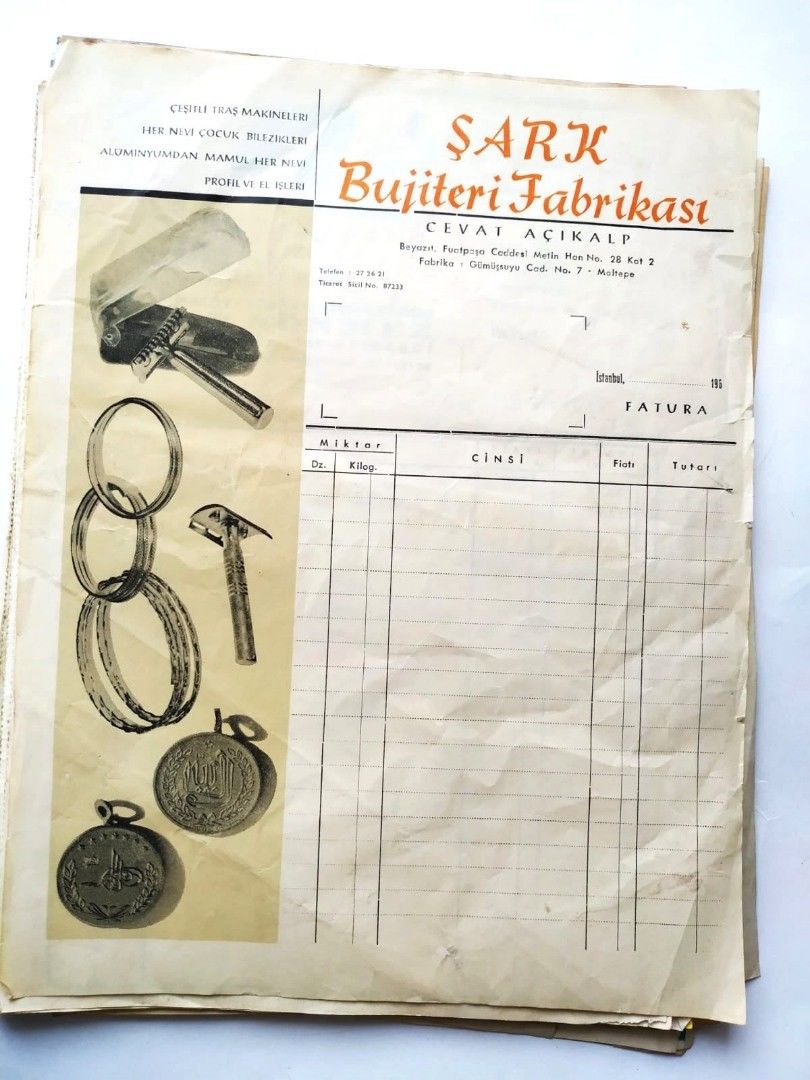 ÇEŞİTLİ TRAŞ MAKİNELERİ
HER NEVİ ÇOCUK BİLEZİKLERİ
ALÜMİNYUMDAN MAMUL HER NEVİ
PROFİL VE EL İŞLERİ
ŞARK
Bujiteri Fabrikası
CEVAT AÇIKALP
Beyazıt, Fuatpaşa Caddesi Metin Han No. 28 Kat 2
Fabrika : Gümüşsuyu Cad. No. 7 - Maltepe
Telefon : 27 26 21
Ticaret Sicil No. 87233
İstanbul, ........................ 196
FATURA
Miktar
Dz. Kilog. CİNSİ Fiatı Tutarı